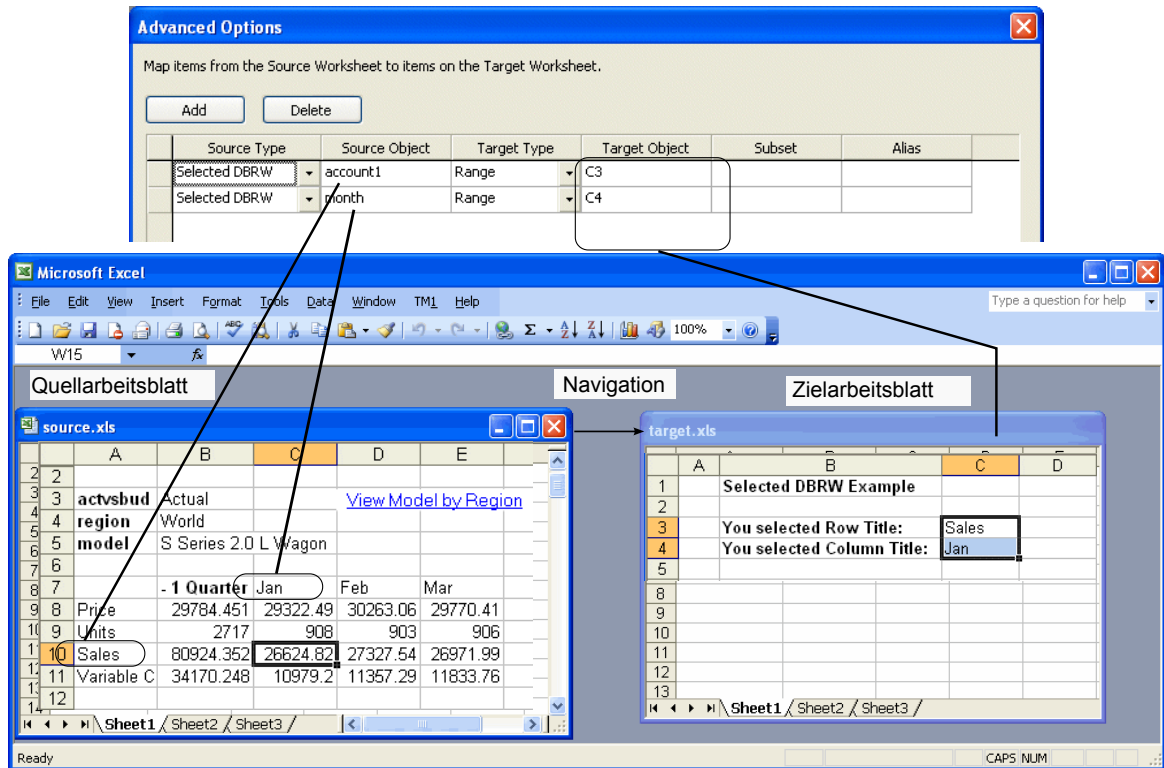 Advanced Options
Map items from the Source Worksheet to items on the Target Worksheet.
Add Delete
Source Type Source Object Target Type Target Object Subset Alias
Selected DBRW account1 Range C3
Selected DBRW month Range C4
Microsoft Excel
File Edit View Insert Format Tools Data Window TM1 Help Type a question for help
100%
W15 fx
Quellarbeitsblatt Navigation Zielarbeitsblatt
source.xls
A B C D E
2
3 actvsbud Actual View Model by Region
4 region World
5 model S Series 2.0 L Wagon
6
7 - 1 Quarter Jan Feb Mar
8 Price 29784.451 29322.49 30263.06 29770.41
9 Units 2717 908 903 906
10 Sales 80924.352 26624.82 27327.54 26971.99
11 Variable C 34170.248 10979.2 11357.29 11833.76
12
Sheet1 Sheet2 Sheet3
target.xls
A B C D
1 Selected DBRW Example
2
3 You selected Row Title: Sales
4 You selected Column Title: Jan
5
8
9
10
11
12
13
Sheet1 Sheet2 Sheet3
Ready CAPS NUM